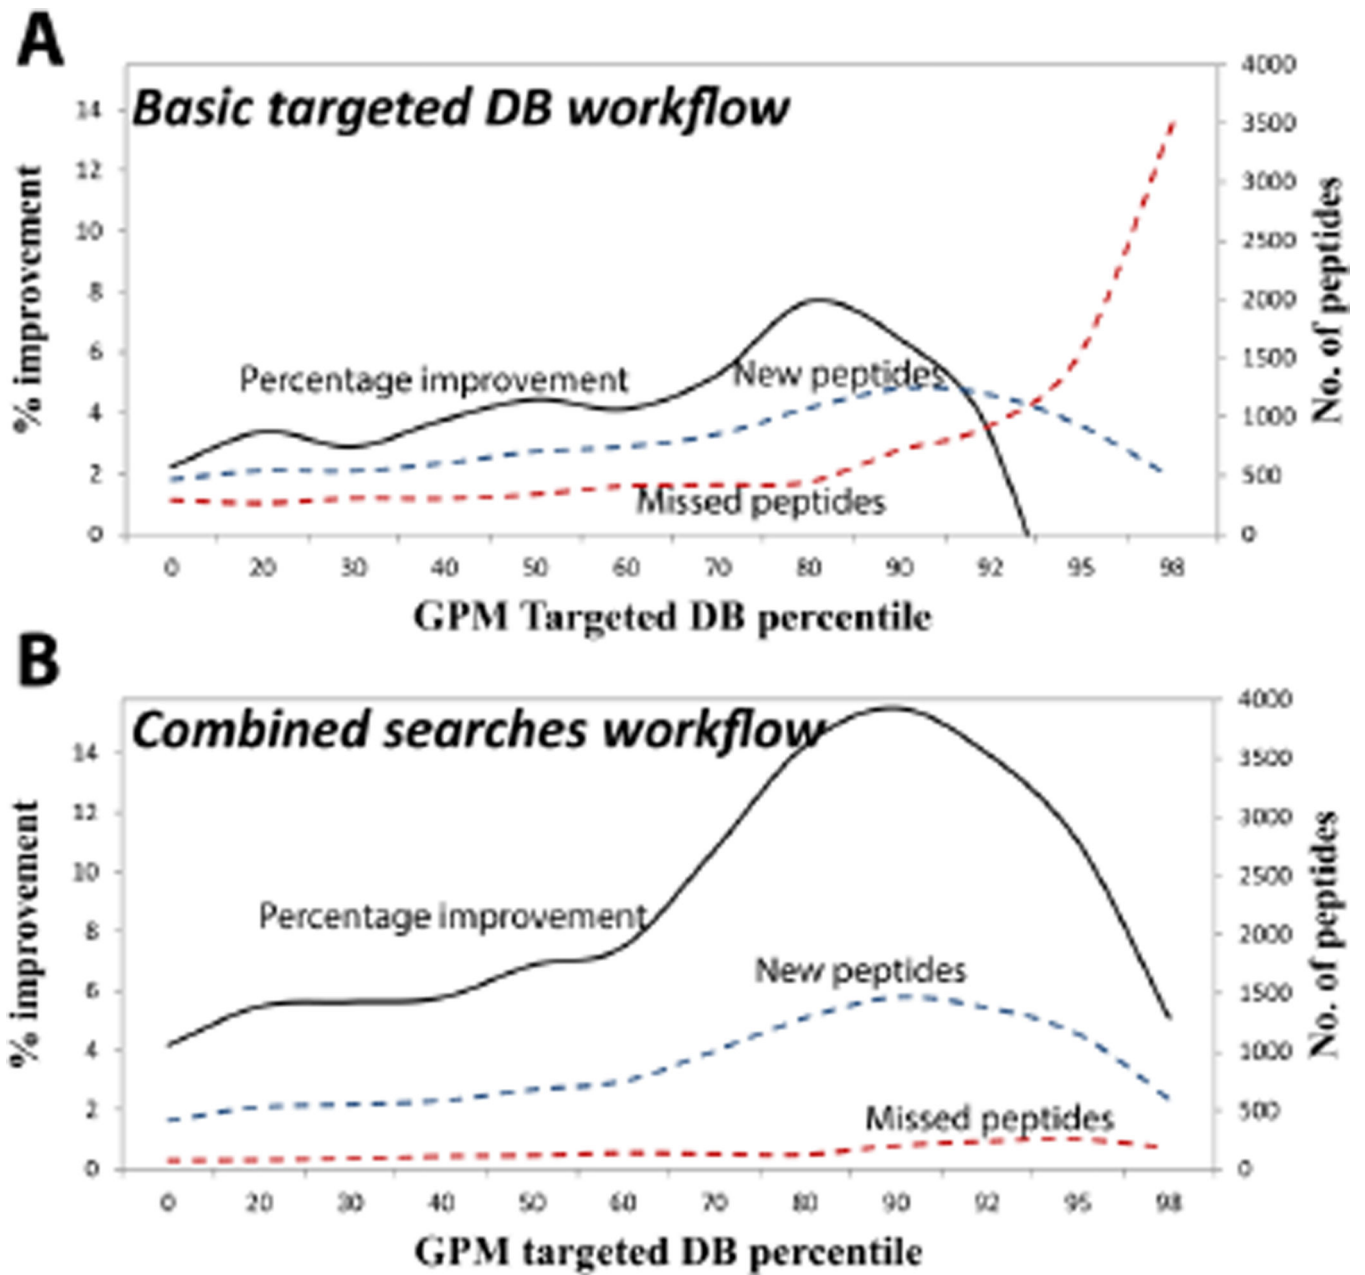 A
Basic targeted DB workflow
% improvement
14
12
10
8
6
4
2
0
Percentage improvement
New peptides
Missed peptides
4000
3500
3000
2500
2000
1500
1000
500
0
No. of peptides
0 20 30 40 50 60 70 80 90 92 95 98
GPM Targeted DB percentile
B
Combined searches workflow
% improvement
14
12
10
8
6
4
2
0
Percentage improvement
New peptides
Missed peptides
4000
3500
3000
2500
2000
1500
1000
500
0
No. of peptides
0 20 30 40 50 60 70 80 90 92 95 98
GPM targeted DB percentile